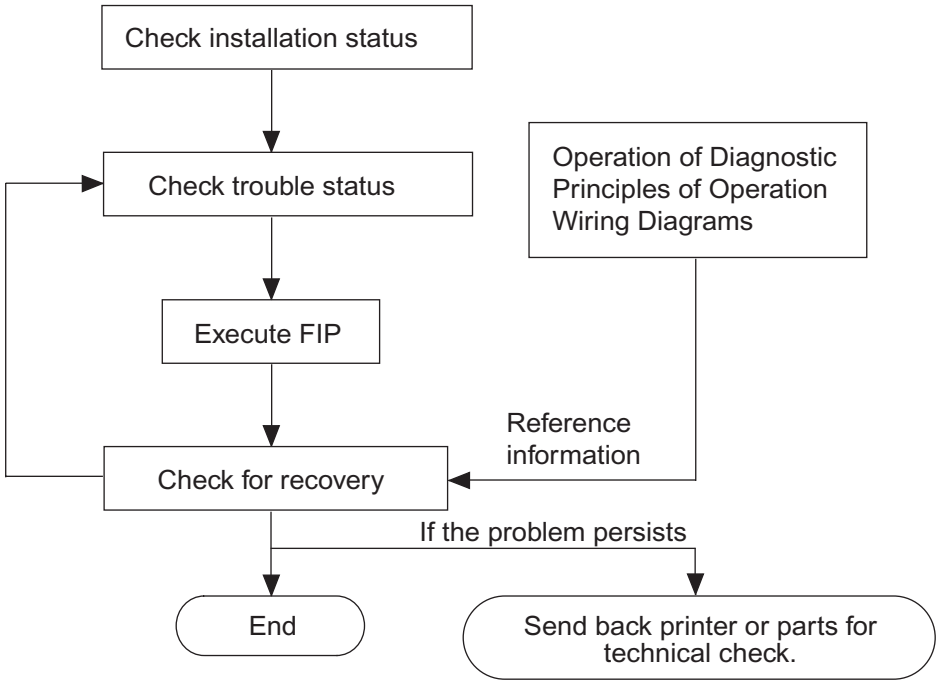 Check installation status
Check trouble status
Operation of Diagnostic
Principles of Operation
Wiring Diagrams
Execute FIP
Reference
information
Check for recovery
If the problem persists
End
Send back printer or parts for
technical check.